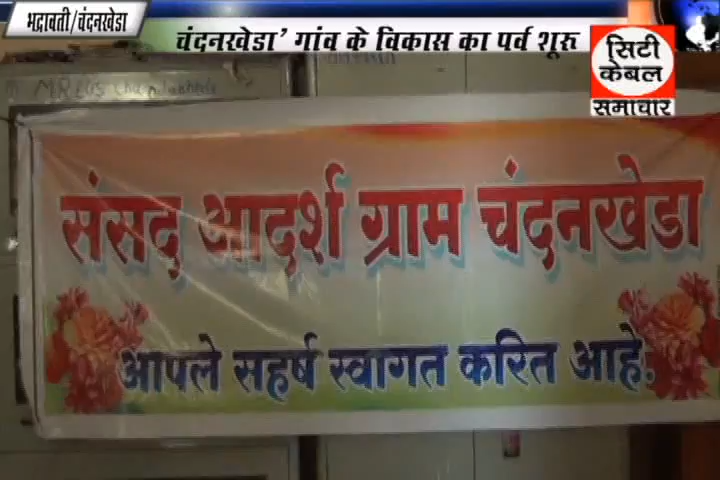 भद्रावती/चंदनखेडा
चंदनखेडा' गांव के विकास का पर्व शूरू
सिटी
केबल
समाचार
संसद आदर्श ग्राम चंदनखेडा
आपले सहर्ष स्वागत करित आहे.